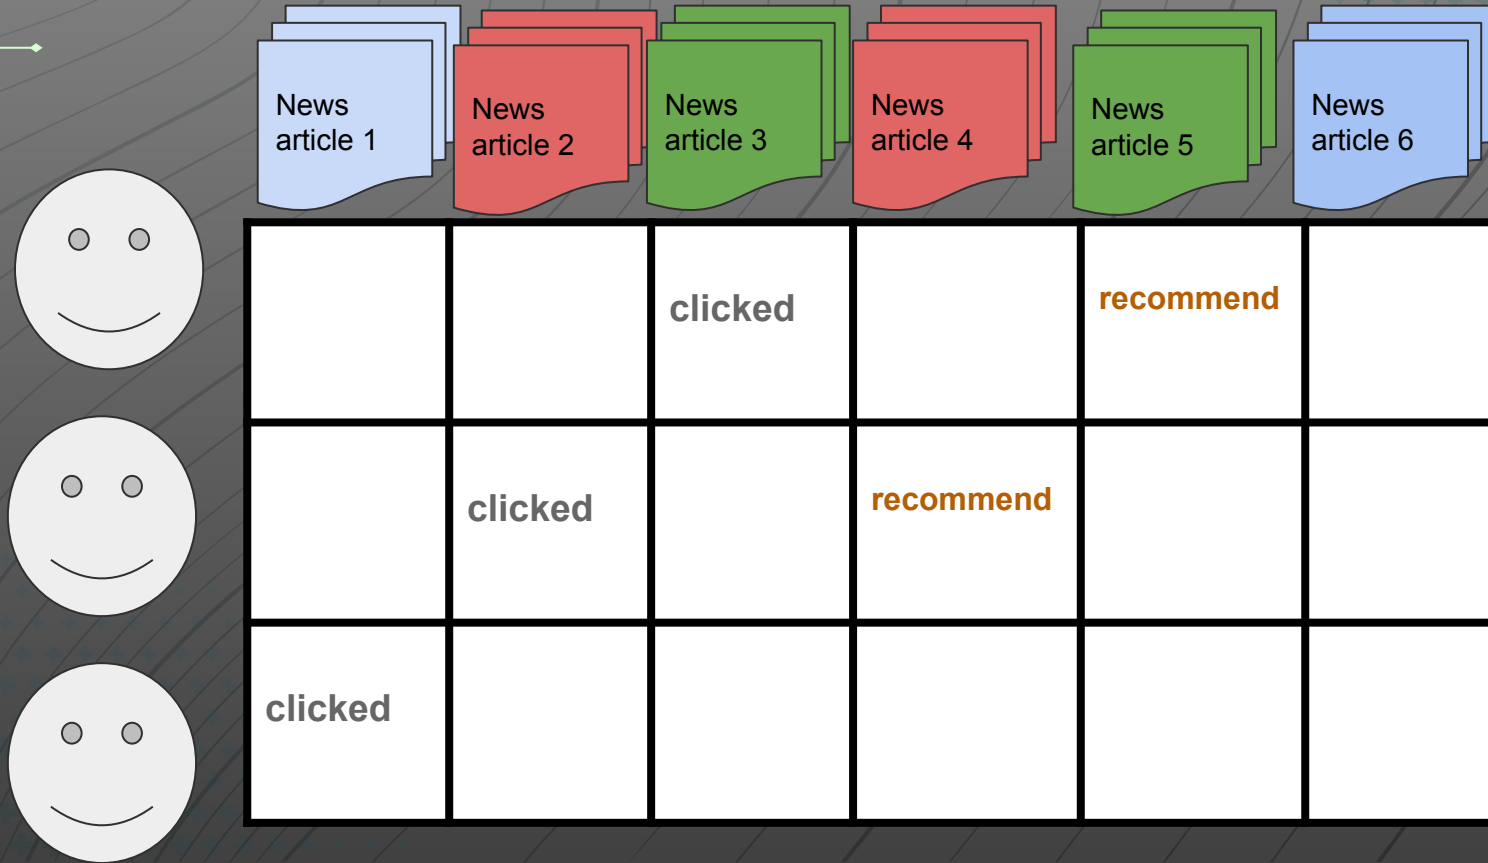 News
article 1
News
article 2
News
article 3
News
article 4
News
article 5
News
article 6
clicked
recommend
clicked
recommend
clicked